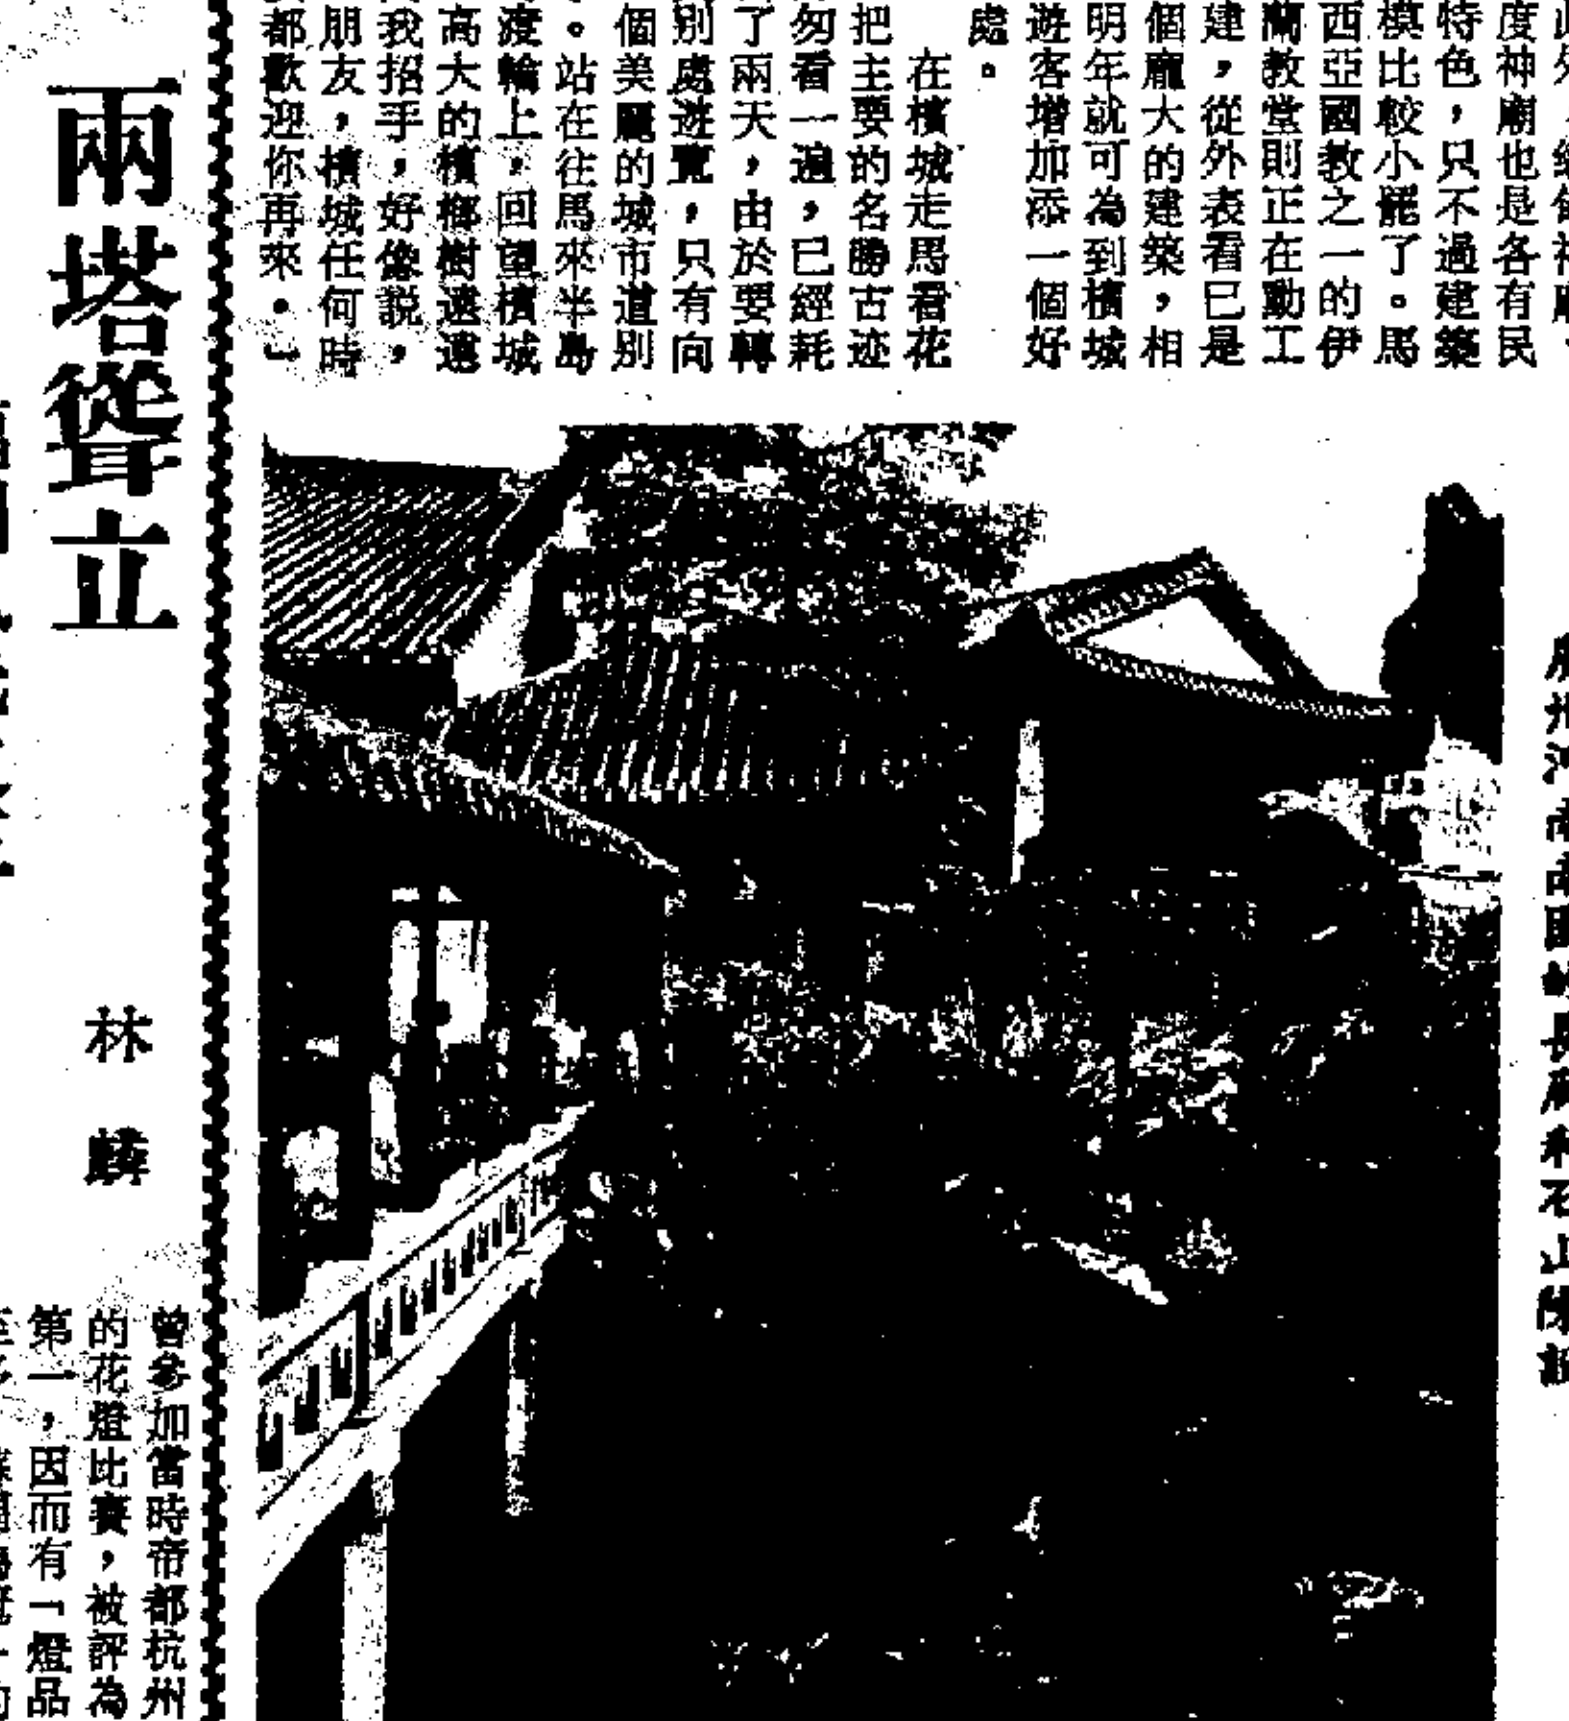 度神廟也是各有民
特色，只不過建築
模比較小罷了。馬
西亞國教之一的伊
蘭教堂則正在動工
建，從外表看已是
個龐大的建築，相
明年就可為到檳城
遊客增加添一個好
處。
在檳城走馬看花
把主要的名勝古迹
匆看一遍，已經耗
了兩天，由於要轉
別處遊覽，只有向
個美麗的城市道別
。站在往馬來半島
渡輪上，回望檳城
高大的檳榔樹遠遠
我招手，好像説，
朋友，檳城任何時
都歡迎你再來。」
兩塔聳立
林 麟
曾參加當時帝都杭州
的花燈比賽，被評為
第一，因而有「燈品